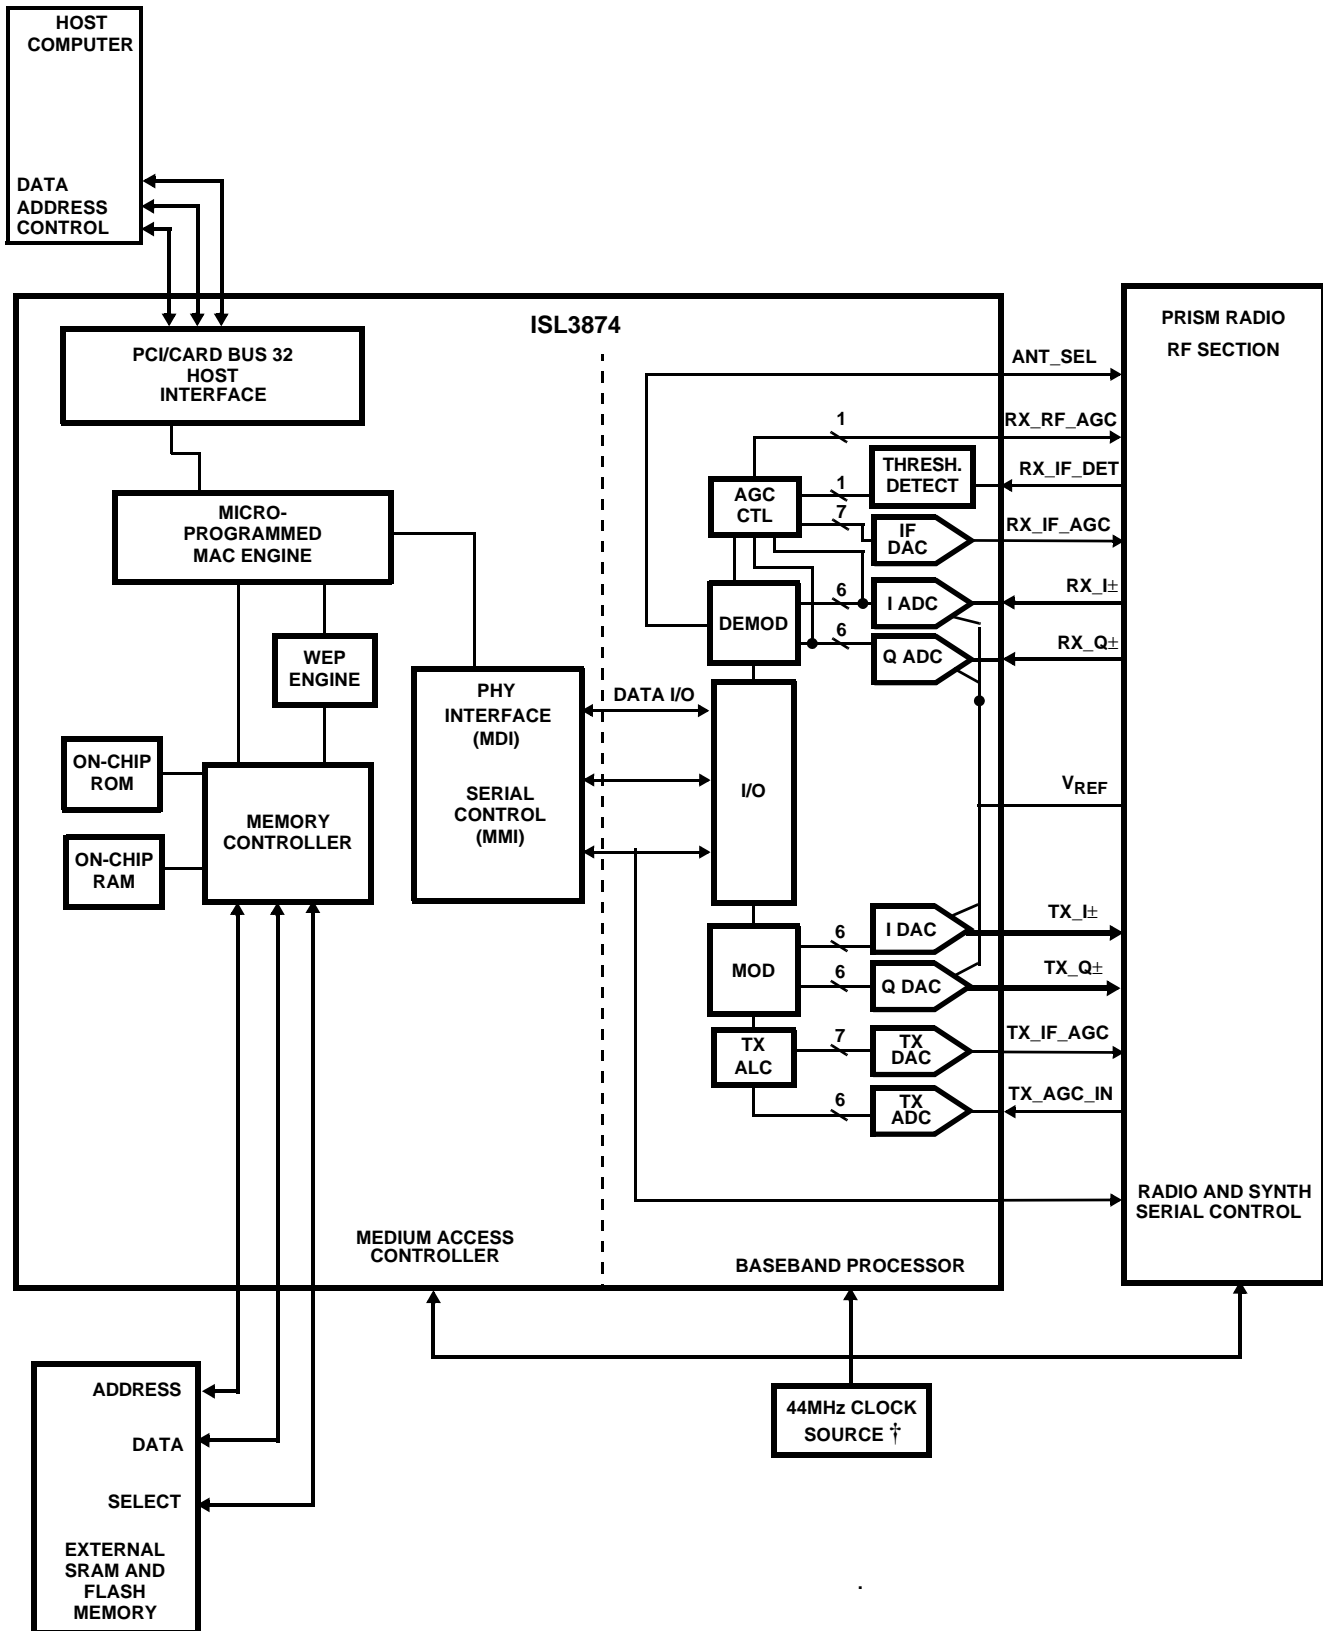 HOST
COMPUTER
DATA
ADDRESS
CONTROL
ISL3874
PCI/CARD BUS 32
HOST
INTERFACE
MICRO-
PROGRAMMED
MAC ENGINE
WEP
ENGINE
ON-CHIP
ROM
ON-CHIP
RAM
MEMORY
CONTROLLER
PHY
INTERFACE
(MDI)
SERIAL
CONTROL
(MMI)
DATA I/O
MEDIUM ACCESS
CONTROLLER
AGC
CTL
1
1
7
THRESH.
DETECT
IF
DAC
DEMOD
6
6
I ADC
Q ADC
I/O
MOD
6
6
I DAC
Q DAC
TX
ALC
7
6
TX
DAC
TX
ADC
BASEBAND PROCESSOR
ANT_SEL
RX_RF_AGC
RX_IF_DET
RX_IF_AGC
RX_I±
RX_Q±
VREF
TX_I±
TX_Q±
TX_IF_AGC
TX_AGC_IN
PRISM RADIO
RF SECTION
RADIO AND SYNTH
SERIAL CONTROL
44MHz CLOCK
SOURCE †
ADDRESS
DATA
SELECT
EXTERNAL
SRAM AND
FLASH
MEMORY
.